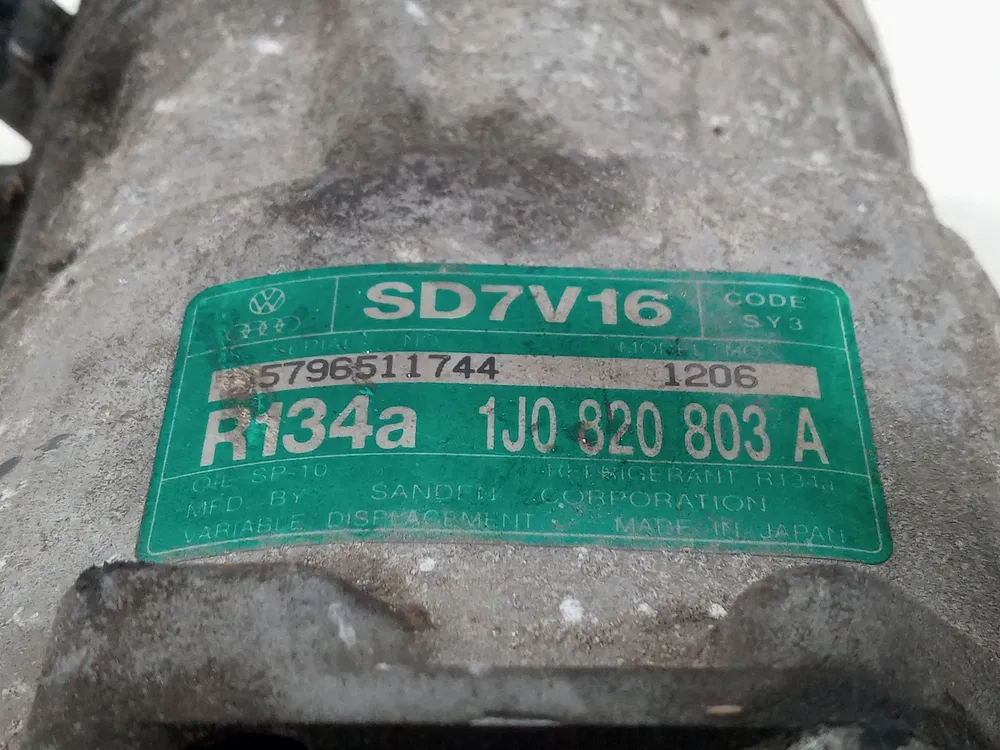 SD7V16
CODE
SY3
SERIAL NO. MODEL NO.
5796511744 1206
R134a 1J0 820 803 A
OIL SP-10 REFRIGERANT R134a
MFD BY SANDEN CORPORATION
VARIABLE DISPLACEMENT MADE IN JAPAN